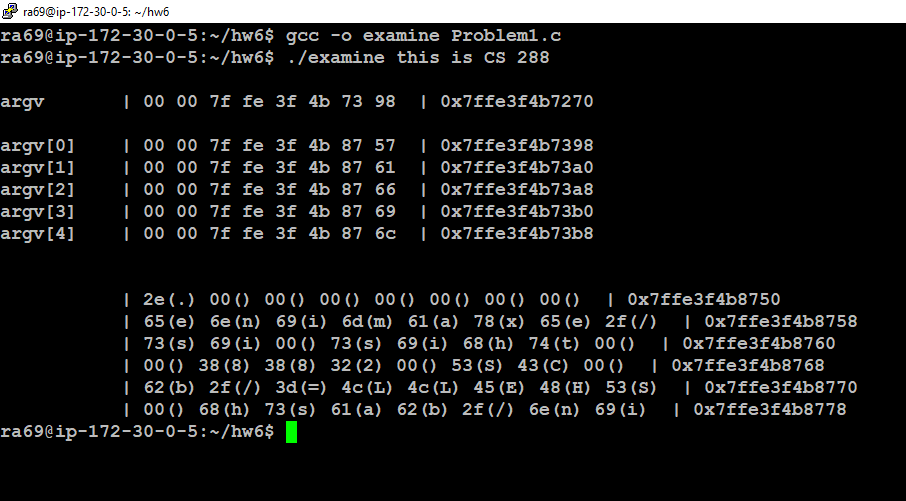 ra69@ip-172-30-0-5: ~/hw6
ra69@ip-172-30-0-5:~/hw6$ gcc -o examine Problem1.c
ra69@ip-172-30-0-5:~/hw6$ ./examine this is CS 288
argv | 00 00 7f fe 3f 4b 73 98 | 0x7ffe3f4b7270
argv[0] | 00 00 7f fe 3f 4b 87 57 | 0x7ffe3f4b7398
argv[1] | 00 00 7f fe 3f 4b 87 61 | 0x7ffe3f4b73a0
argv[2] | 00 00 7f fe 3f 4b 87 66 | 0x7ffe3f4b73a8
argv[3] | 00 00 7f fe 3f 4b 87 69 | 0x7ffe3f4b73b0
argv[4] | 00 00 7f fe 3f 4b 87 6c | 0x7ffe3f4b73b8
| 2e(.) 00() 00() 00() 00() 00() 00() 00() | 0x7ffe3f4b8750
| 65(e) 6e(n) 69(i) 6d(m) 61(a) 78(x) 65(e) 2f(/) | 0x7ffe3f4b8758
| 73(s) 69(i) 00() 73(s) 69(i) 68(h) 74(t) 00() | 0x7ffe3f4b8760
| 00() 38(8) 38(8) 32(2) 00() 53(S) 43(C) 00() | 0x7ffe3f4b8768
| 62(b) 2f(/) 3d(=) 4c(L) 4c(L) 45(E) 48(H) 53(S) | 0x7ffe3f4b8770
| 00() 68(h) 73(s) 61(a) 62(b) 2f(/) 6e(n) 69(i) | 0x7ffe3f4b8778
ra69@ip-172-30-0-5:~/hw6$